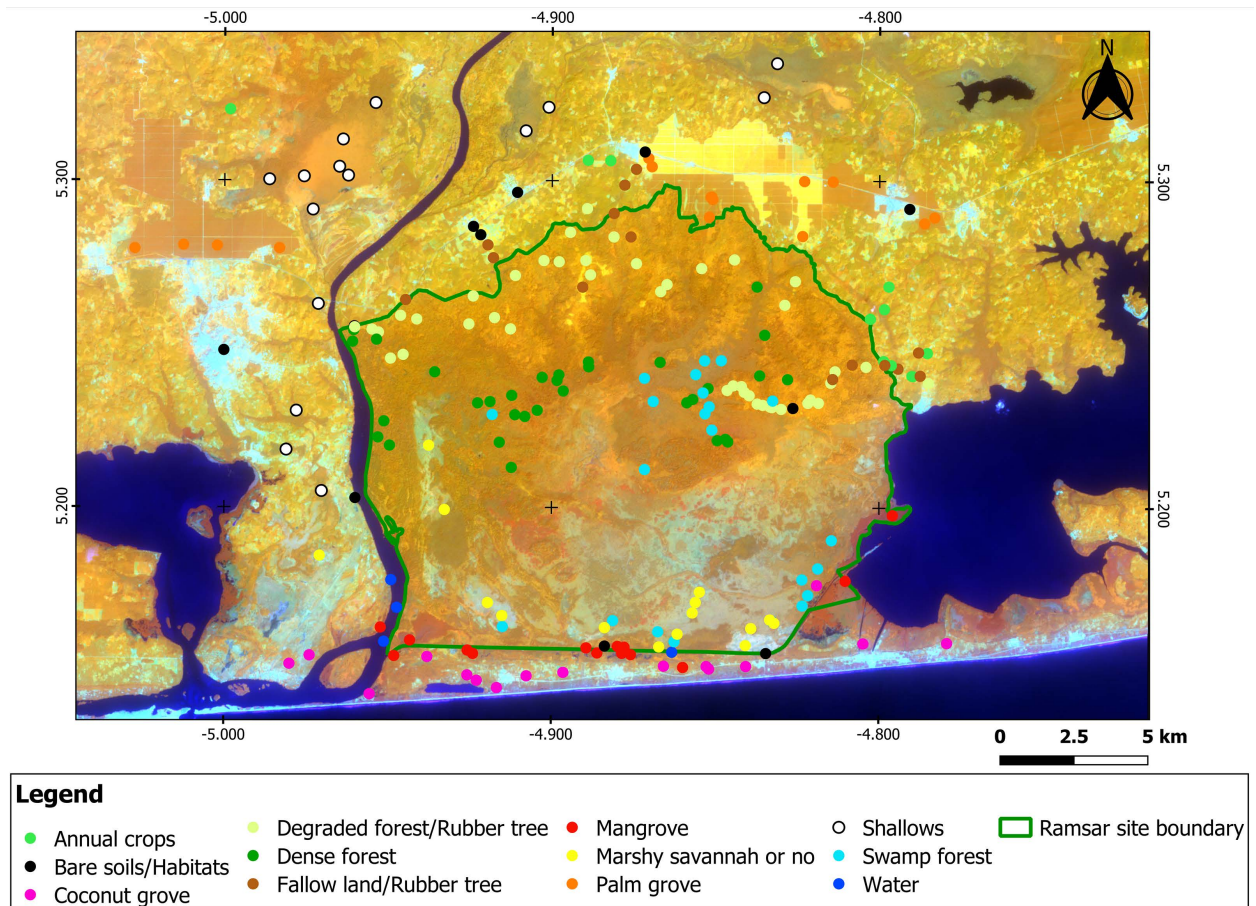 -5.000 -4.900 -4.800
N
5.300 5.300
5.200 5.200
-5.000 -4.900 -4.800
0 2.5 5 km
Legend
Annual crops
Bare soils/Habitats
Coconut grove
Degraded forest/Rubber tree
Dense forest
Fallow land/Rubber tree
Mangrove
Marshy savannah or no
Palm grove
Shallows
Swamp forest
Water
Ramsar site boundary